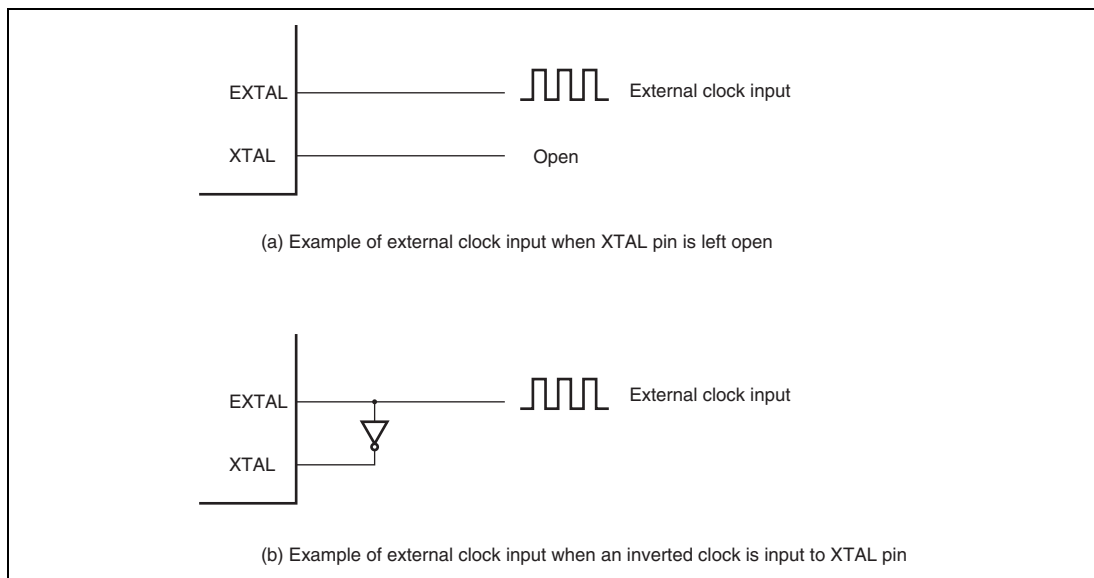 EXTAL
External clock input
XTAL
Open
(a) Example of external clock input when XTAL pin is left open
EXTAL
External clock input
XTAL
(b) Example of external clock input when an inverted clock is input to XTAL pin